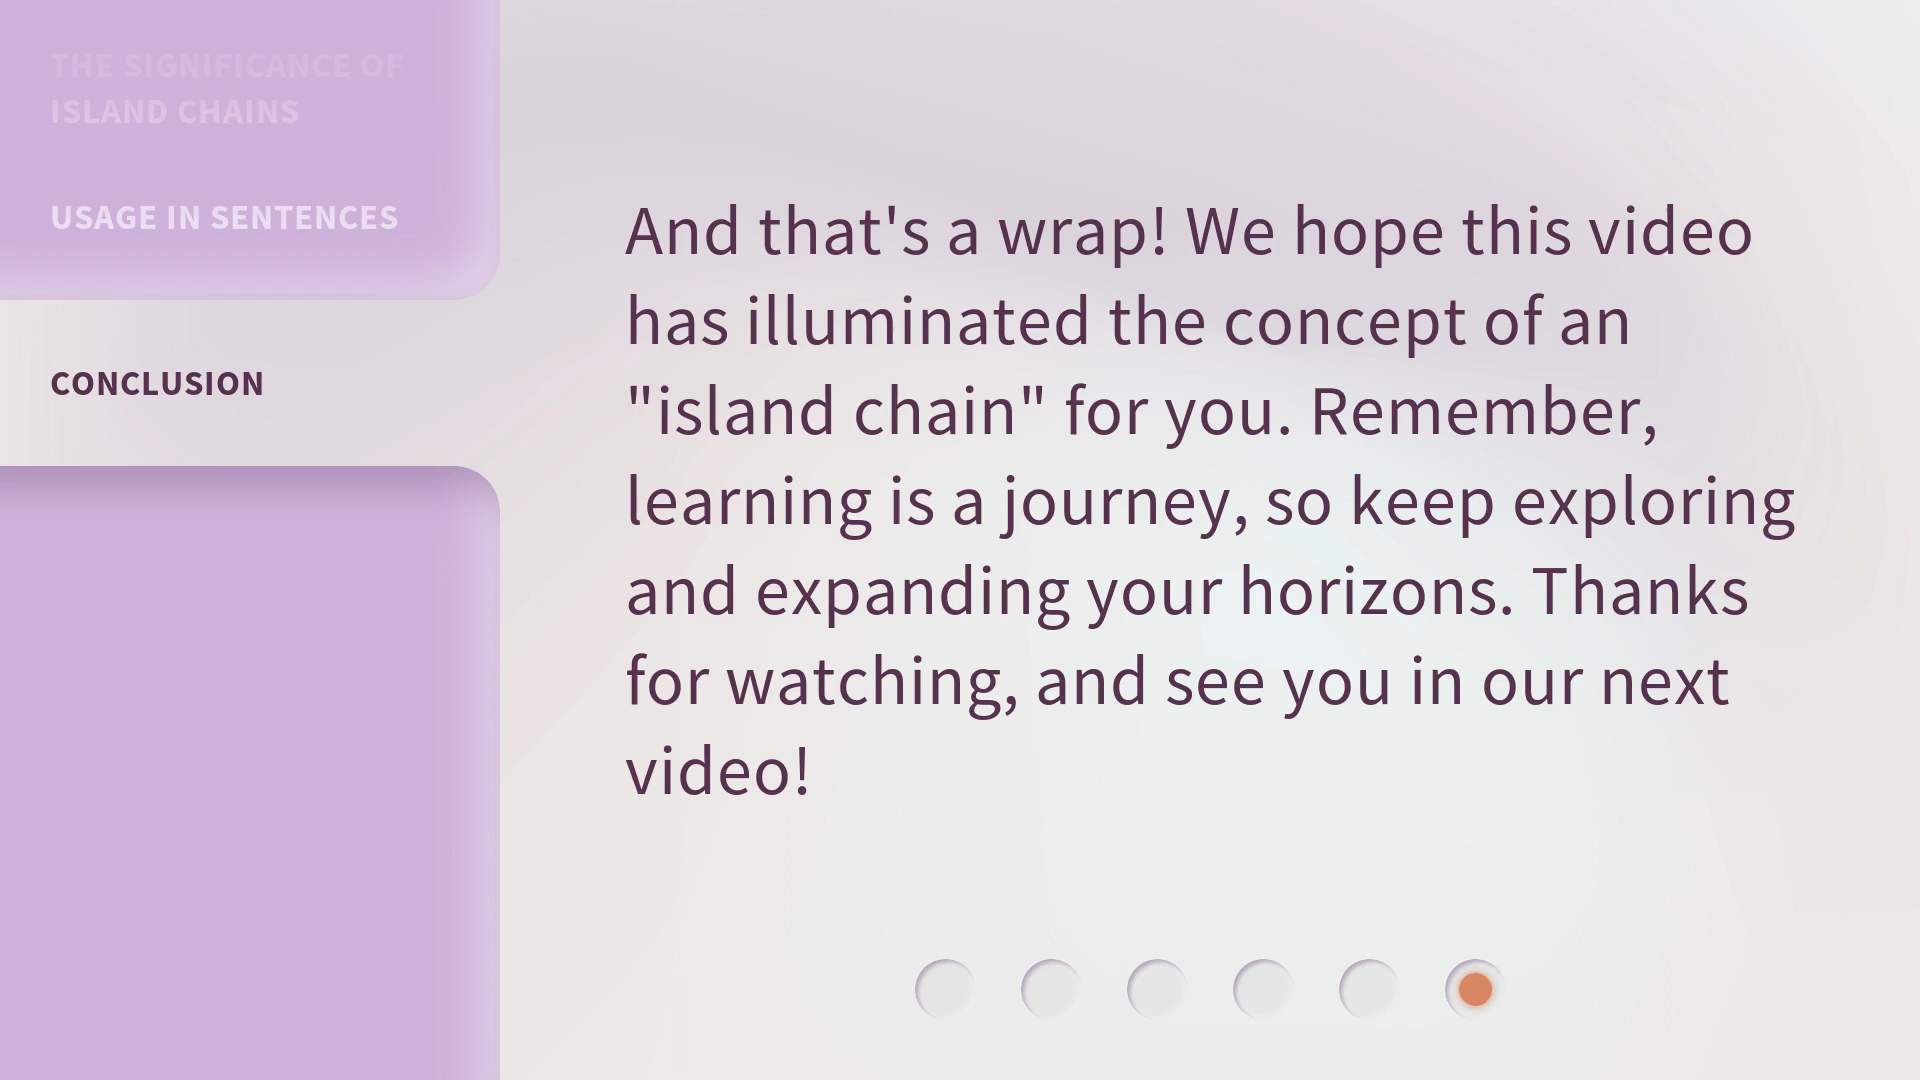 THE SIGNIFICANCE OF
ISLAND CHAINS
USAGE IN SENTENCES
CONCLUSION
And that's a wrap! We hope this video
has illuminated the concept of an
"island chain" for you. Remember,
learning is a journey, so keep exploring
and expanding your horizons. Thanks
for watching, and see you in our next
video!